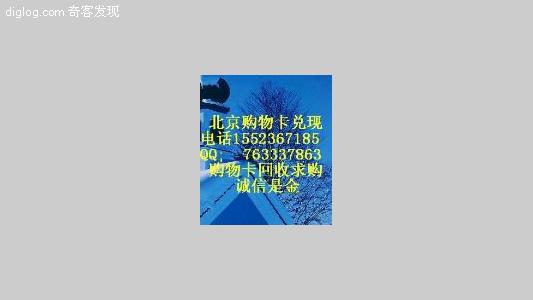 diglog.com 奇客发现
北京购物卡兑现
电话1552367185
QQ: 763337863
购物卡回收求购
诚信是金